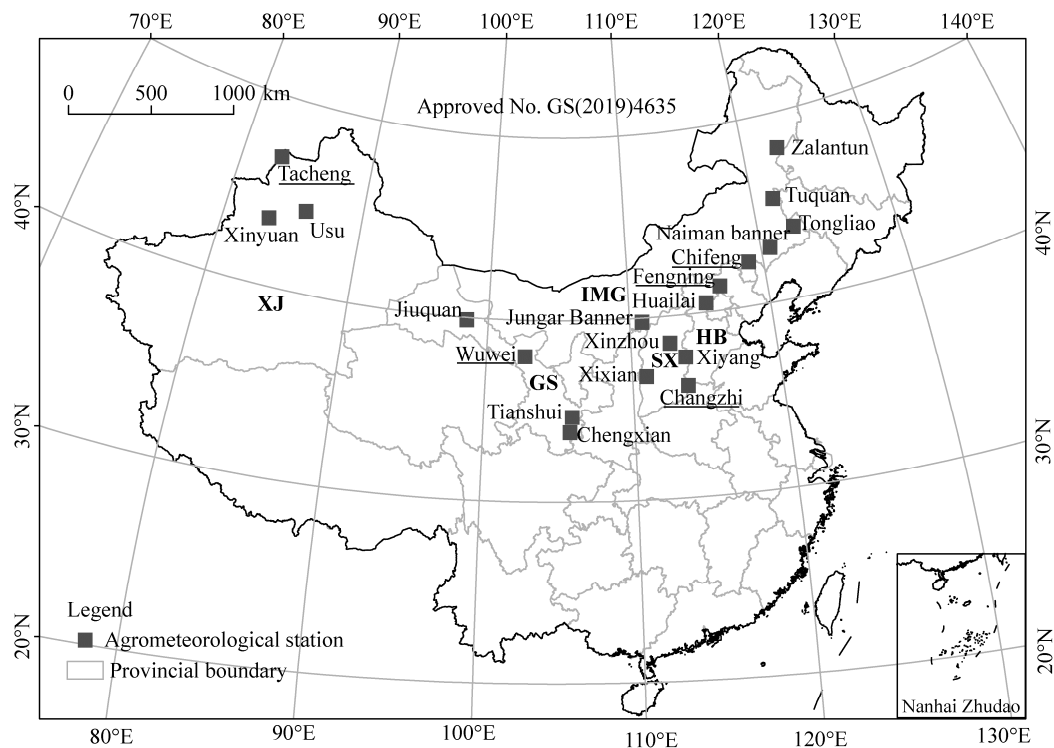 70°E
80°E
90°E
100°E
110°E
120°E
130°E
140°E
0
500
1000 km
Approved No. GS(2019)4635
Zalantun
Tacheng
Tuquan
40°N
Xinyuan
Usu
Tongliao
Naiman banner
40°N
Chifeng
Fengning
IMG
Huailai
XJ
Jiuquan
Jungar Banner
HB
Xinzhou
Wuwei
SX
Xiyang
GS
Xixian
Changzhi
Tianshui
Chengxian
30°N
30°N
Legend
Agrometeorological station
Provincial boundary
20°N
20°N
Nanhai Zhudao
80°E
90°E
100°E
110°E
120°E
130°E